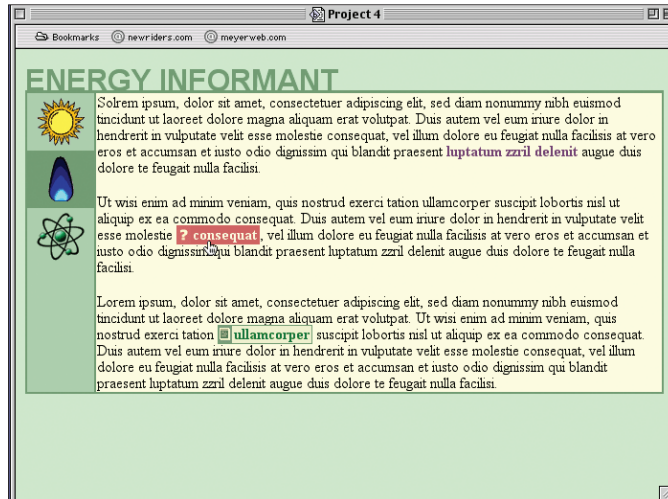 Project 4
Bookmarks newriders.com meyerweb.com
ENERGY INFORMANT
Solrem ipsum, dolor sit amet, consectetuer adipiscing elit, sed diam nonummy nibh euismod
tincidunt ut laoreet dolore magna aliquam erat volutpat. Duis autem vel eum iriure dolor in
hendrerit in vulputate velit esse molestie consequat, vel illum dolore eu feugiat nulla facilisis at vero
eros et accumsan et iusto odio dignissim qui blandit praesent luptatum zzril delenit augue duis
dolore te feugait nulla facilisi.
Ut wisi enim ad minim veniam, quis nostrud exerci tation ullamcorper suscipit lobortis nisl ut
aliquip ex ea commodo consequat. Duis autem vel eum iriure dolor in hendrerit in vulputate velit
esse molestie ? consequat, vel illum dolore eu feugiat nulla facilisis at vero eros et accumsan et
iusto odio dignissim qui blandit praesent luptatum zzril delenit augue duis dolore te feugait nulla
facilisi.
Lorem ipsum, dolor sit amet, consectetuer adipiscing elit, sed diam nonummy nibh euismod
tincidunt ut laoreet dolore magna aliquam erat volutpat. Ut wisi enim ad minim veniam, quis
nostrud exerci tation ullamcorper suscipit lobortis nisl ut aliquip ex ea commodo consequat.
Duis autem vel eum iriure dolor in hendrerit in vulputate velit esse molestie consequat, vel illum
dolore eu feugiat nulla facilisis at vero eros et accumsan et iusto odio dignissim qui blandit
praesent luptatum zzril delenit augue duis dolore te feugait nulla facilisi.